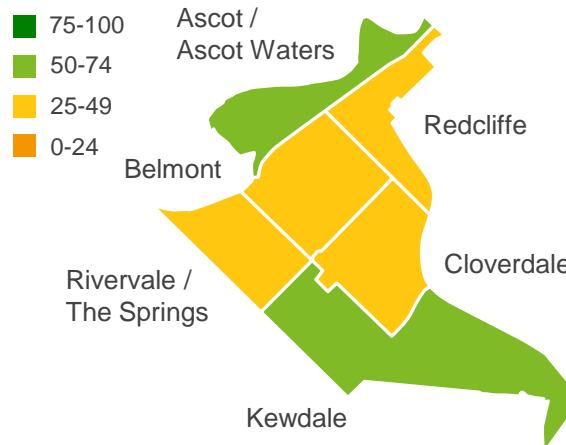 75-100
50-74
25-49
0-24
Ascot /
Ascot Waters
Redcliffe
Belmont
Cloverdale
Rivervale /
The Springs
Kewdale